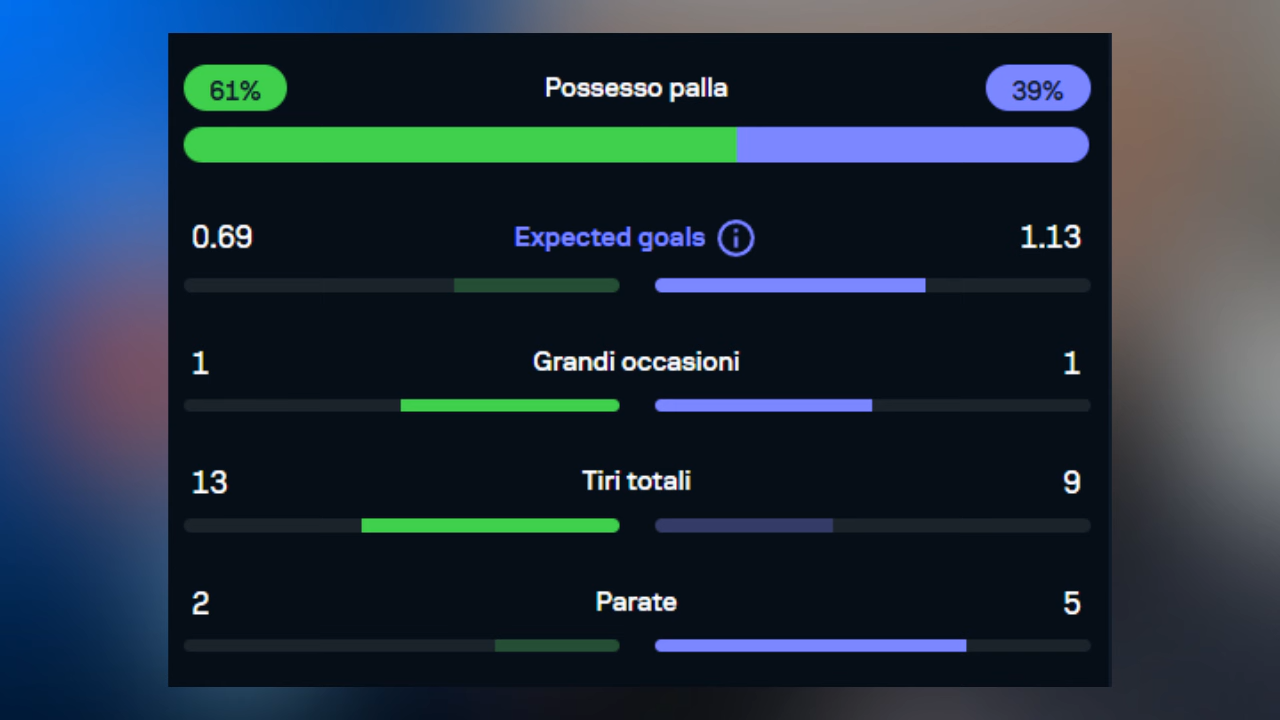 61% Possesso palla 39%
0.69 Expected goals 1.13
1 Grandi occasioni 1
13 Tiri totali 9
2 Parate 5